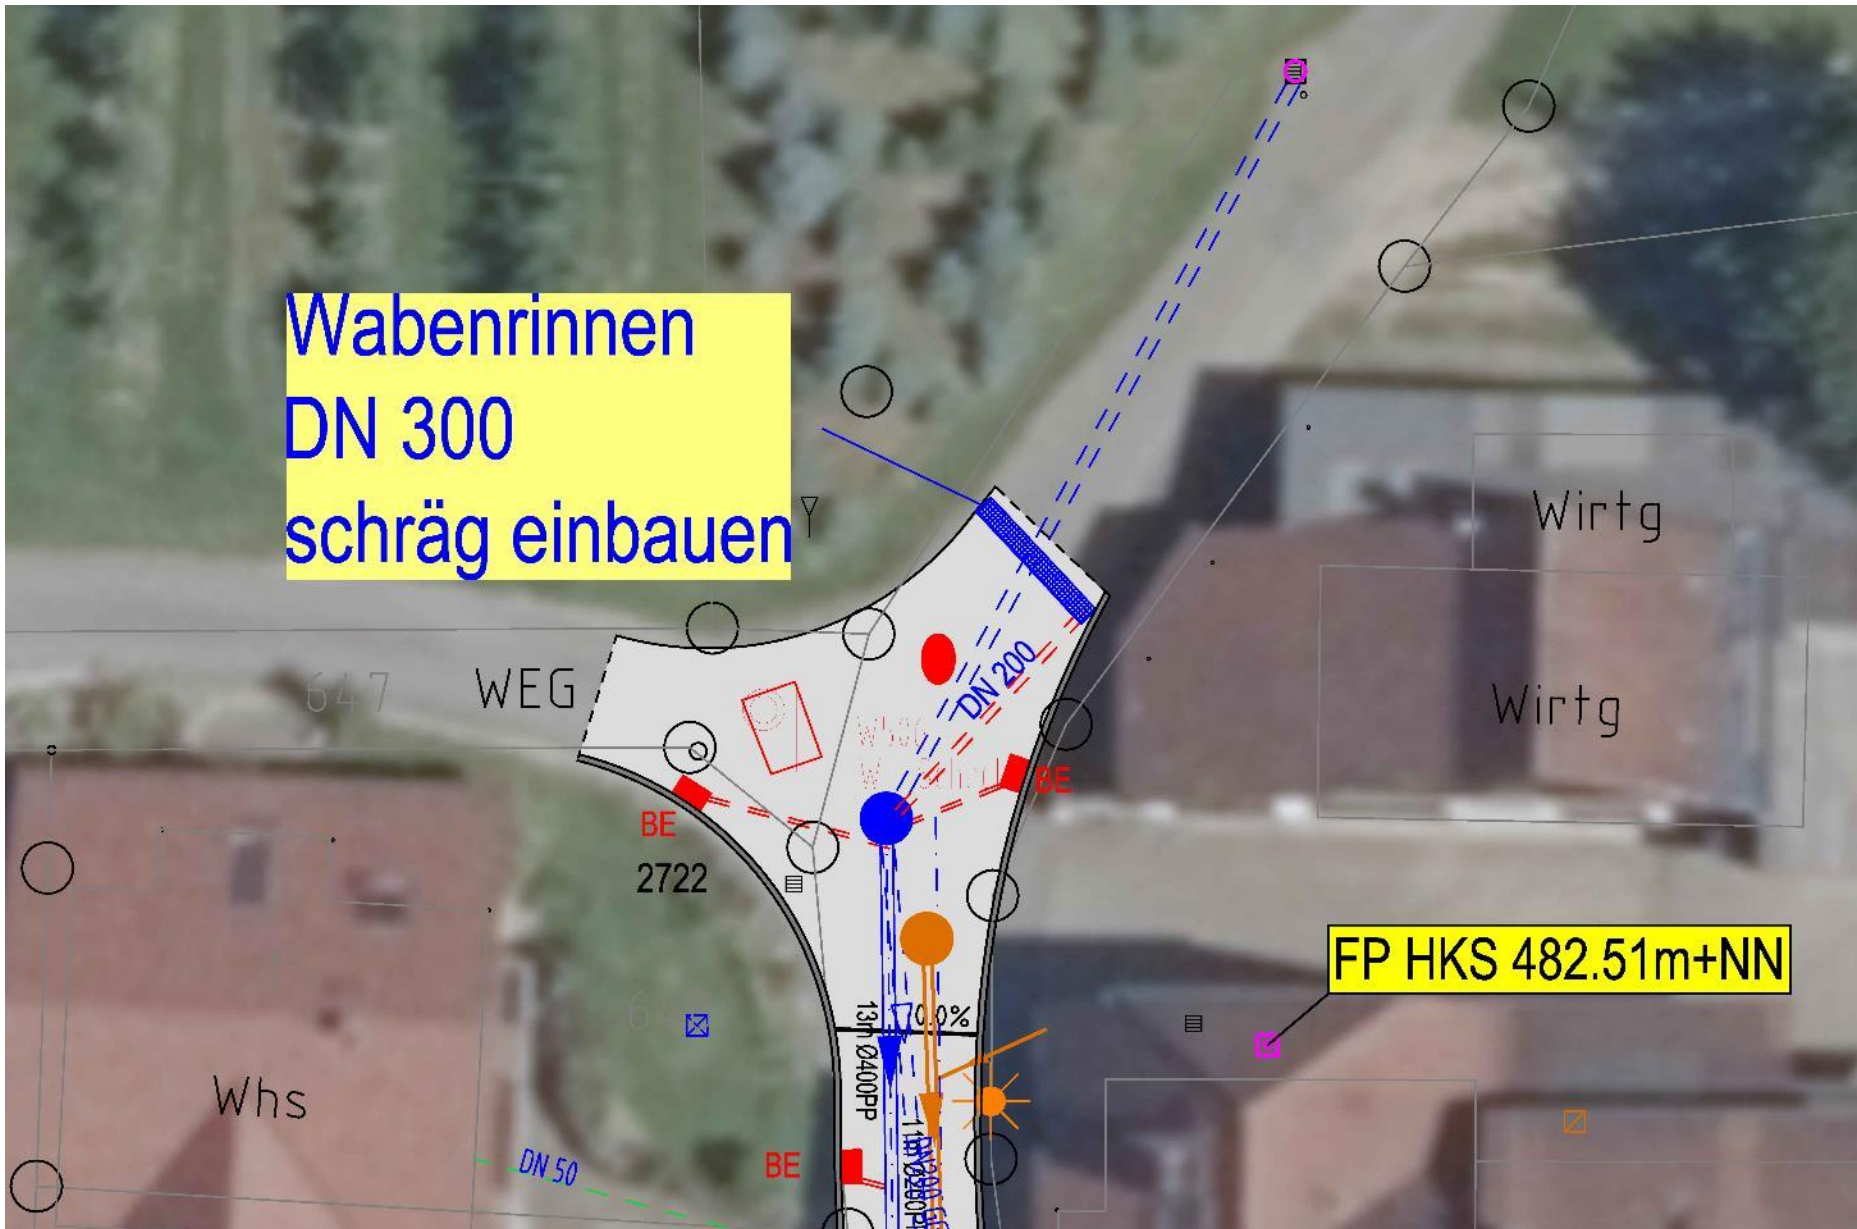 Wabenrinnen
DN 300
schräg einbauen
Wirtg
647
WEG
DN 200
Wirtg
BE
BE
2722
FP HKS 482.51m+NN
0.0%
13m Ø400PP
Whs
BE
DN 50